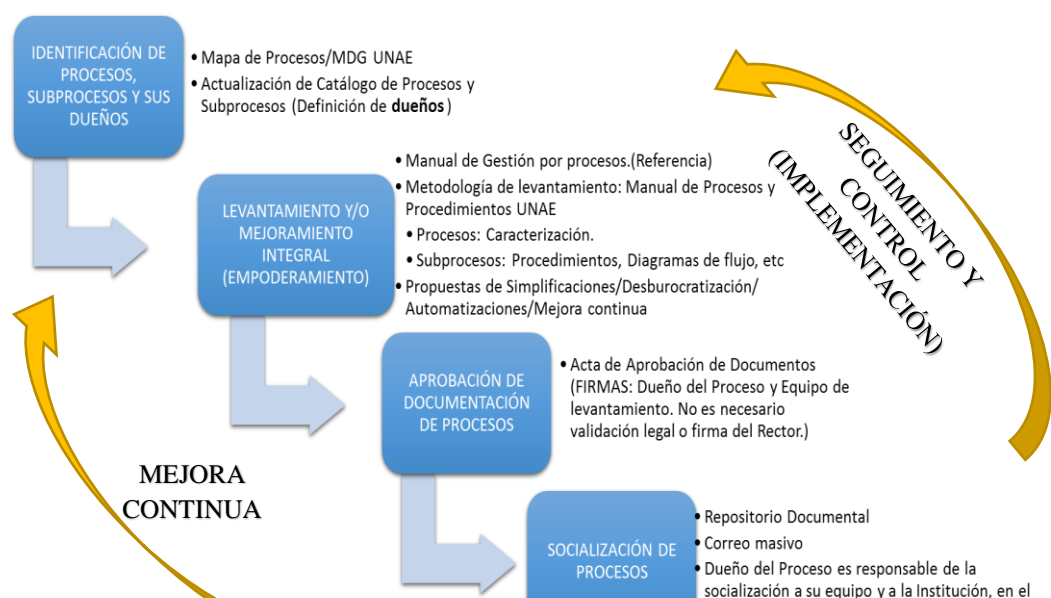 IDENTIFICACIÓN DE
PROCESOS,
SUBPROCESOS Y SUS
DUEÑOS
• Mapa de Procesos/MDG UNAE
• Actualización de Catálogo de Procesos y
Subprocesos (Definición de dueños)
LEVANTAMIENTO Y/O
MEJORAMIENTO
INTEGRAL
(EMPODERAMIENTO)
• Manual de Gestión por procesos.(Referencia)
• Metodología de levantamiento: Manual de Procesos y
Procedimientos UNAE
• Procesos: Caracterización.
• Subprocesos: Procedimientos, Diagramas de flujo, etc
• Propuestas de Simplificaciones/Desburocratización/
Automatizaciones/Mejora continua
SEGUIMIENTO Y
CONTROL
(IMPLEMENTACIÓN)
APROBACIÓN DE
DOCUMENTACIÓN
DE PROCESOS
• Acta de Aprobación de Documentos
(FIRMAS: Dueño del Proceso y Equipo de
levantamiento. No es necesario
validación legal o firma del Rector.)
MEJORA
CONTINUA
SOCIALIZACIÓN DE
PROCESOS
• Repositorio Documental
• Correo masivo
• Dueño del Proceso es responsable de la
socialización a su equipo y a la Institución, en el